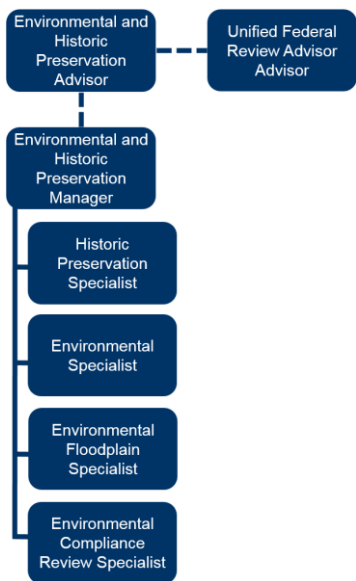 Environmental and
Historic
Preservation
Advisor
Unified Federal
Review Advisor
Advisor
Environmental and
Historic
Preservation
Manager
Historic
Preservation
Specialist
Environmental
Specialist
Environmental
Floodplain
Specialist
Environmental
Compliance
Review Specialist